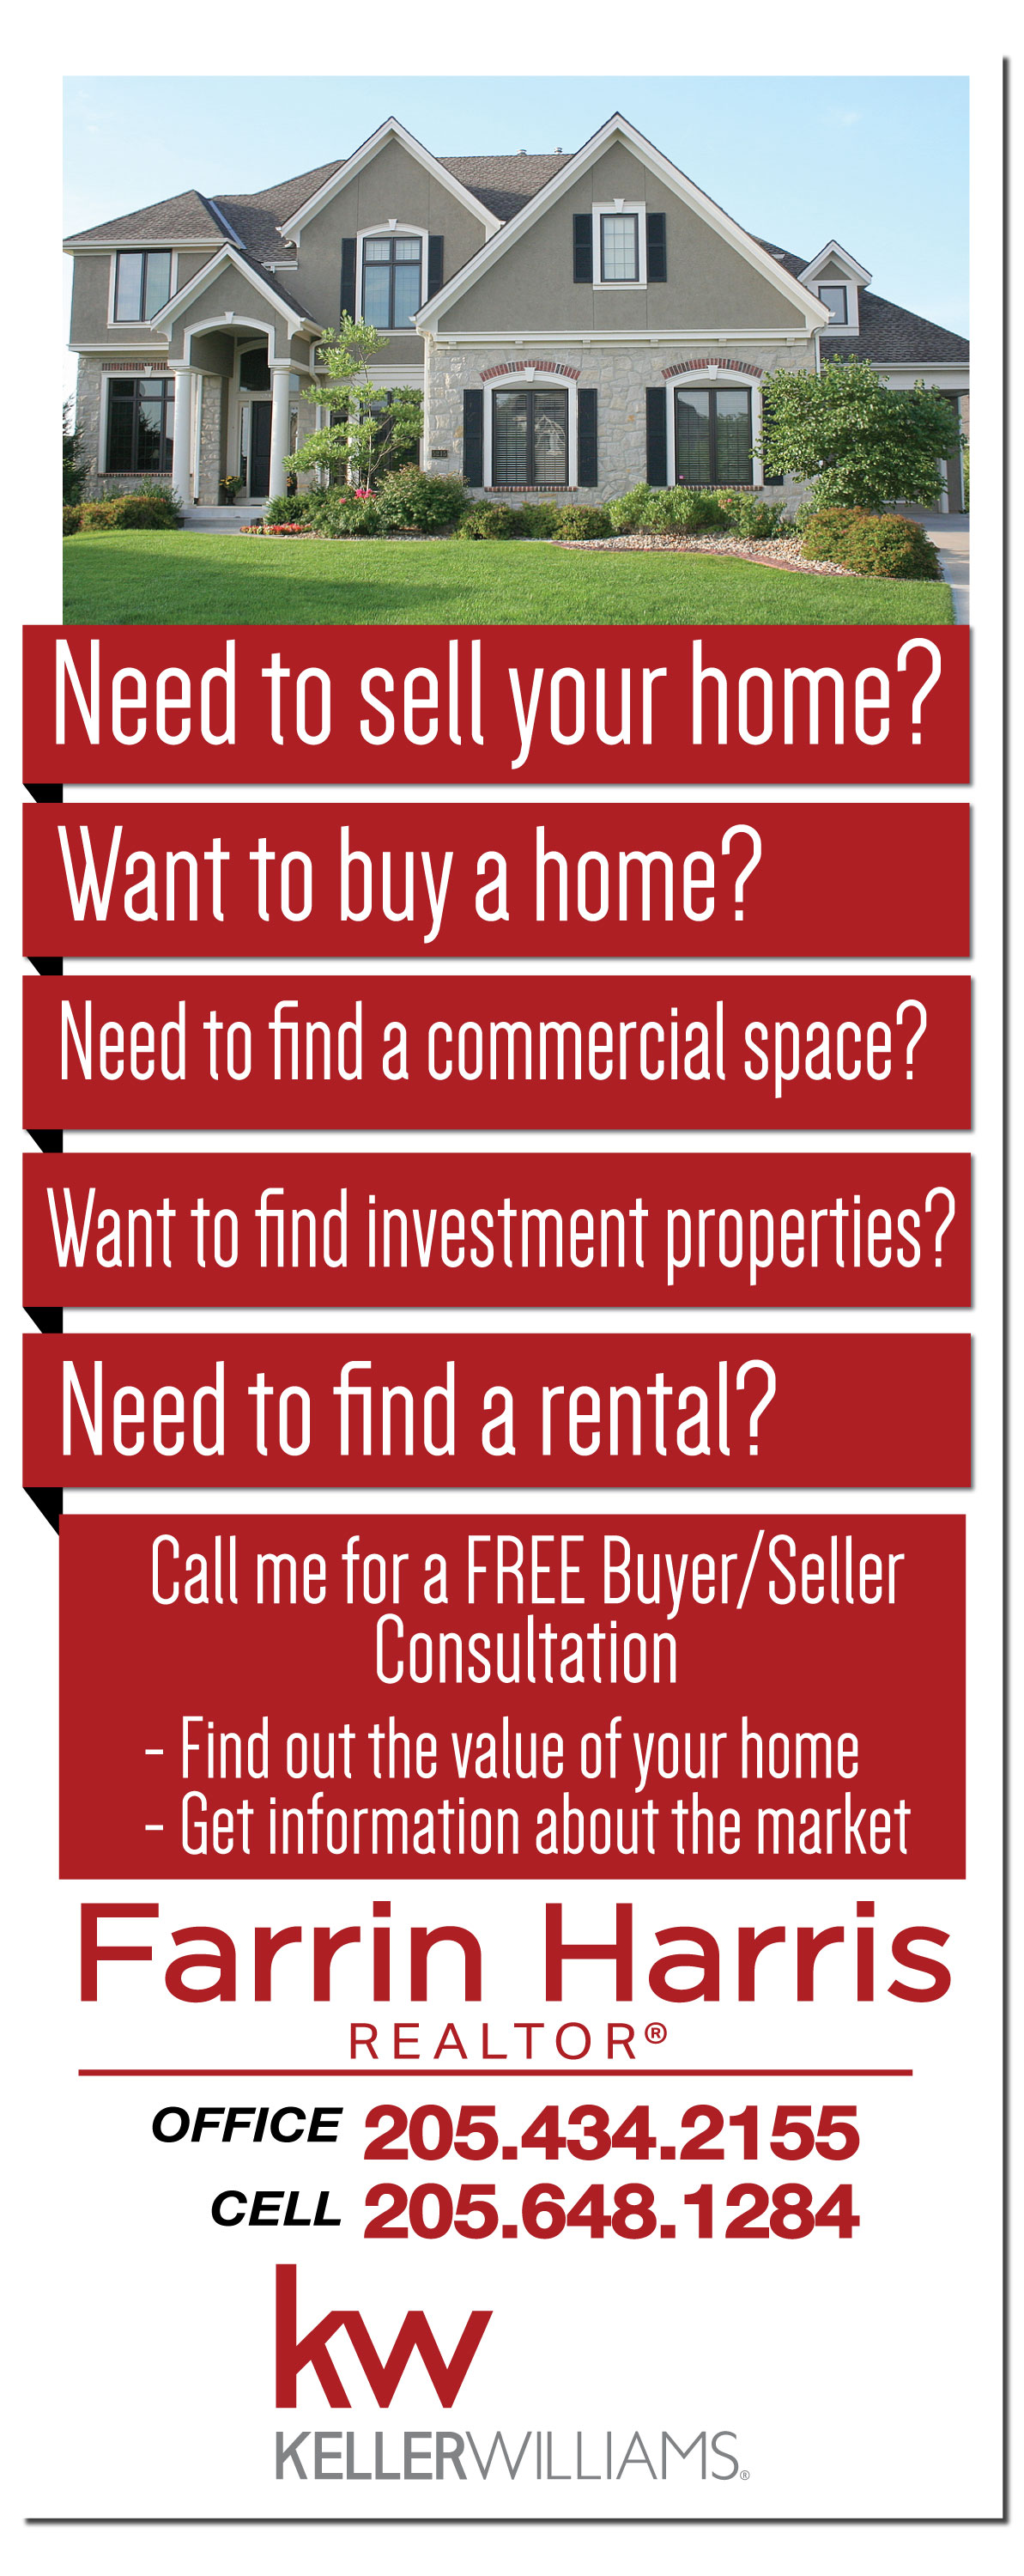 Need to sell your home?
Want to buy a home?
Need to find a commercial space?
Want to find investment properties?
Need to find a rental?
Call me for a FREE Buyer/Seller
Consultation
- Find out the value of your home
- Get information about the market
Farrin Harris
REALTOR®
OFFICE 205.434.2155
CELL 205.648.1284
kw
KELLERWILLIAMS®